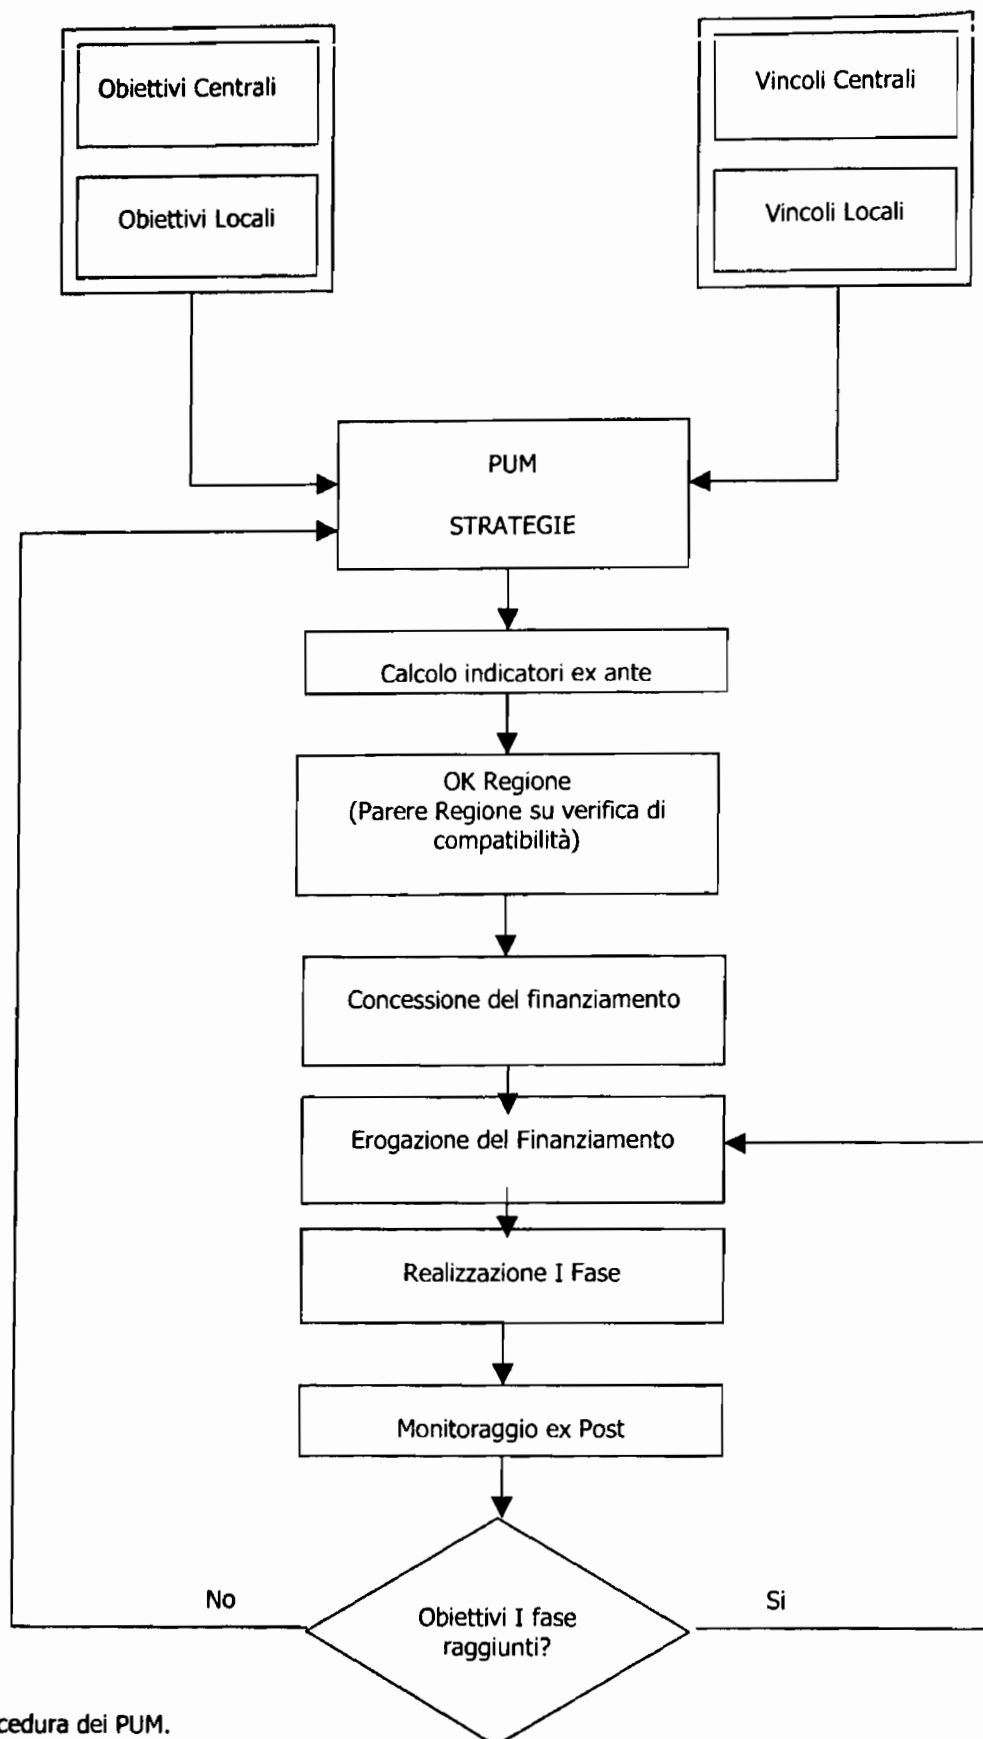 Obiettivi Centrali
Obiettivi Locali
Vincoli Centrali
Vincoli Locali
PUM
STRATEGIE
Calcolo indicatori ex ante
OK Regione
(Parere Regione su verifica di
compatibilità)
Concessione del finanziamento
Erogazione del Finanziamento
Realizzazione I Fase
Monitoraggio ex Post
No
Si
Obiettivi I fase
raggiunti?
cedura dei PUM.